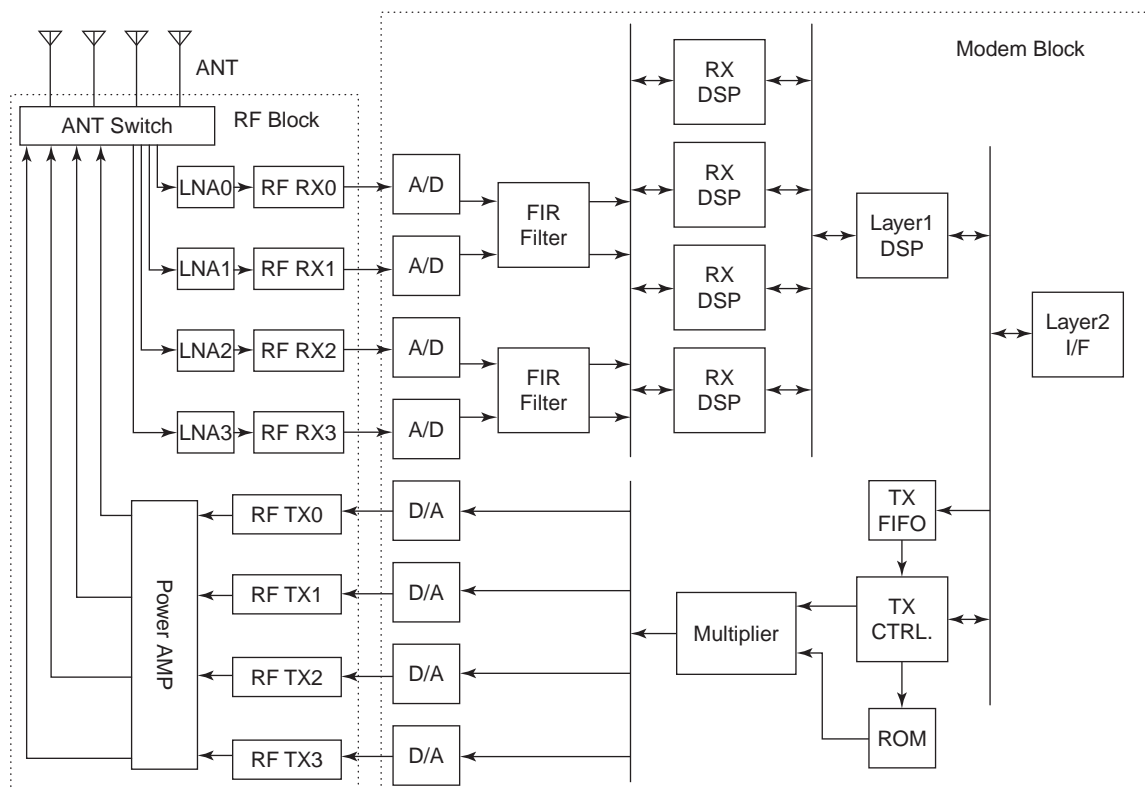 ANT
Modem Block
RF Block
ANT Switch
RX
DSP
LNA0
RF RX0
A/D
FIR
Filter
RX
DSP
LNA1
RF RX1
A/D
Layer1
DSP
RX
DSP
LNA2
RF RX2
A/D
FIR
Filter
Layer2
I/F
RX
DSP
LNA3
RF RX3
A/D
Power AMP
RF TX0
D/A
TX
FIFO
RF TX1
D/A
Multiplier
TX
CTRL.
RF TX2
D/A
RF TX3
D/A
ROM